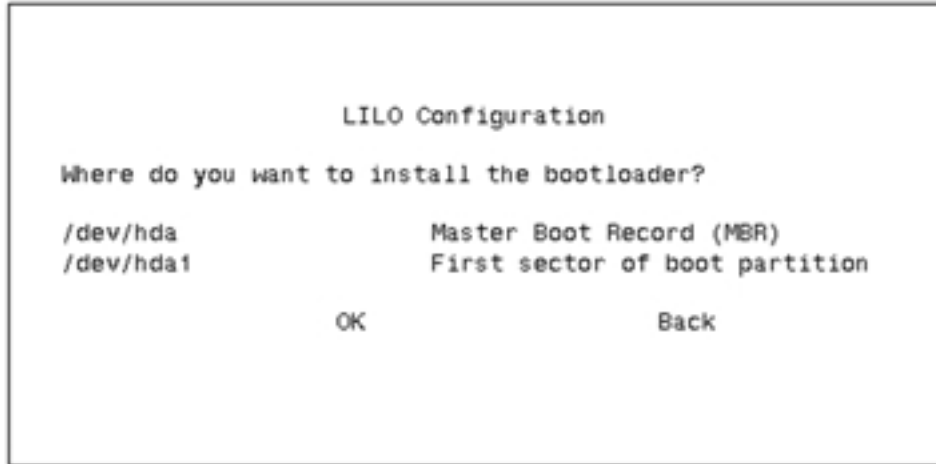 LILO Configuration
Where do you want to install the bootloader?
/dev/hda Master Boot Record (MBR)
/dev/hda1 First sector of boot partition
OK Back